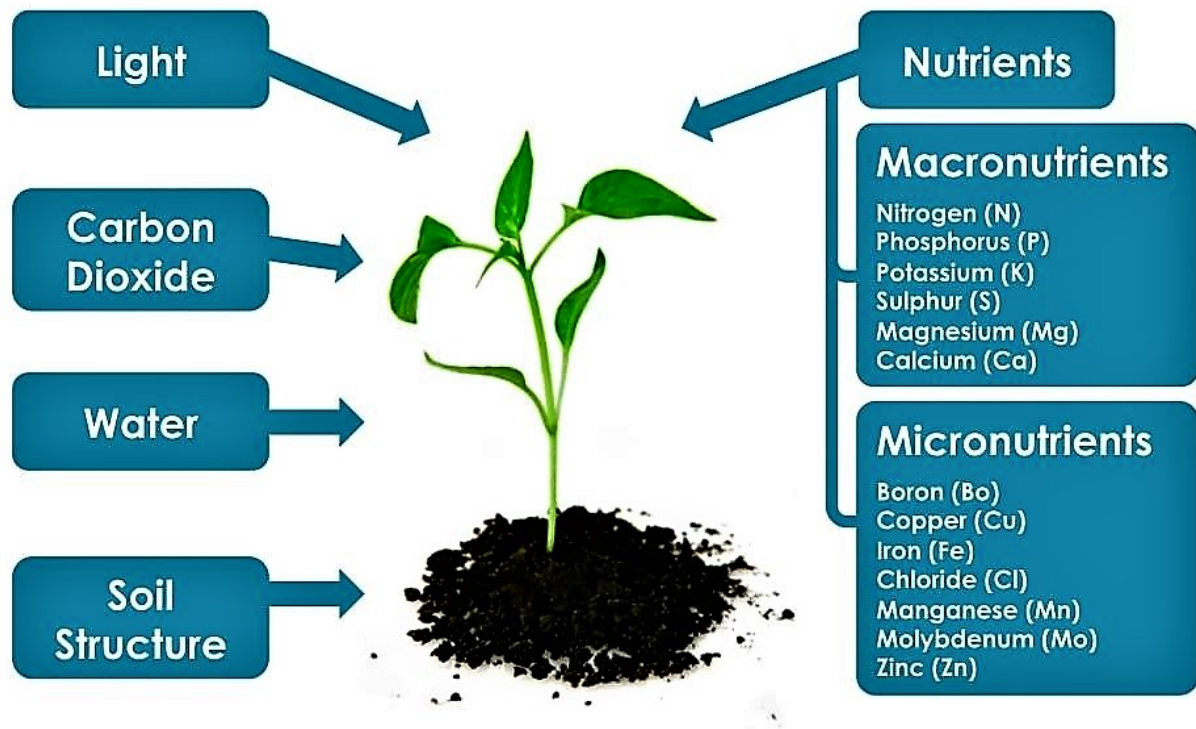 Light
Carbon
Dioxide
Water
Soil
Structure
Nutrients
Macronutrients
Nitrogen (N)
Phosphorus (P)
Potassium (K)
Sulphur (S)
Magnesium (Mg)
Calcium (Ca)
Micronutrients
Boron (Bo)
Copper (Cu)
Iron (Fe)
Chloride (Cl)
Manganese (Mn)
Molybdenum (Mo)
Zinc (Zn)